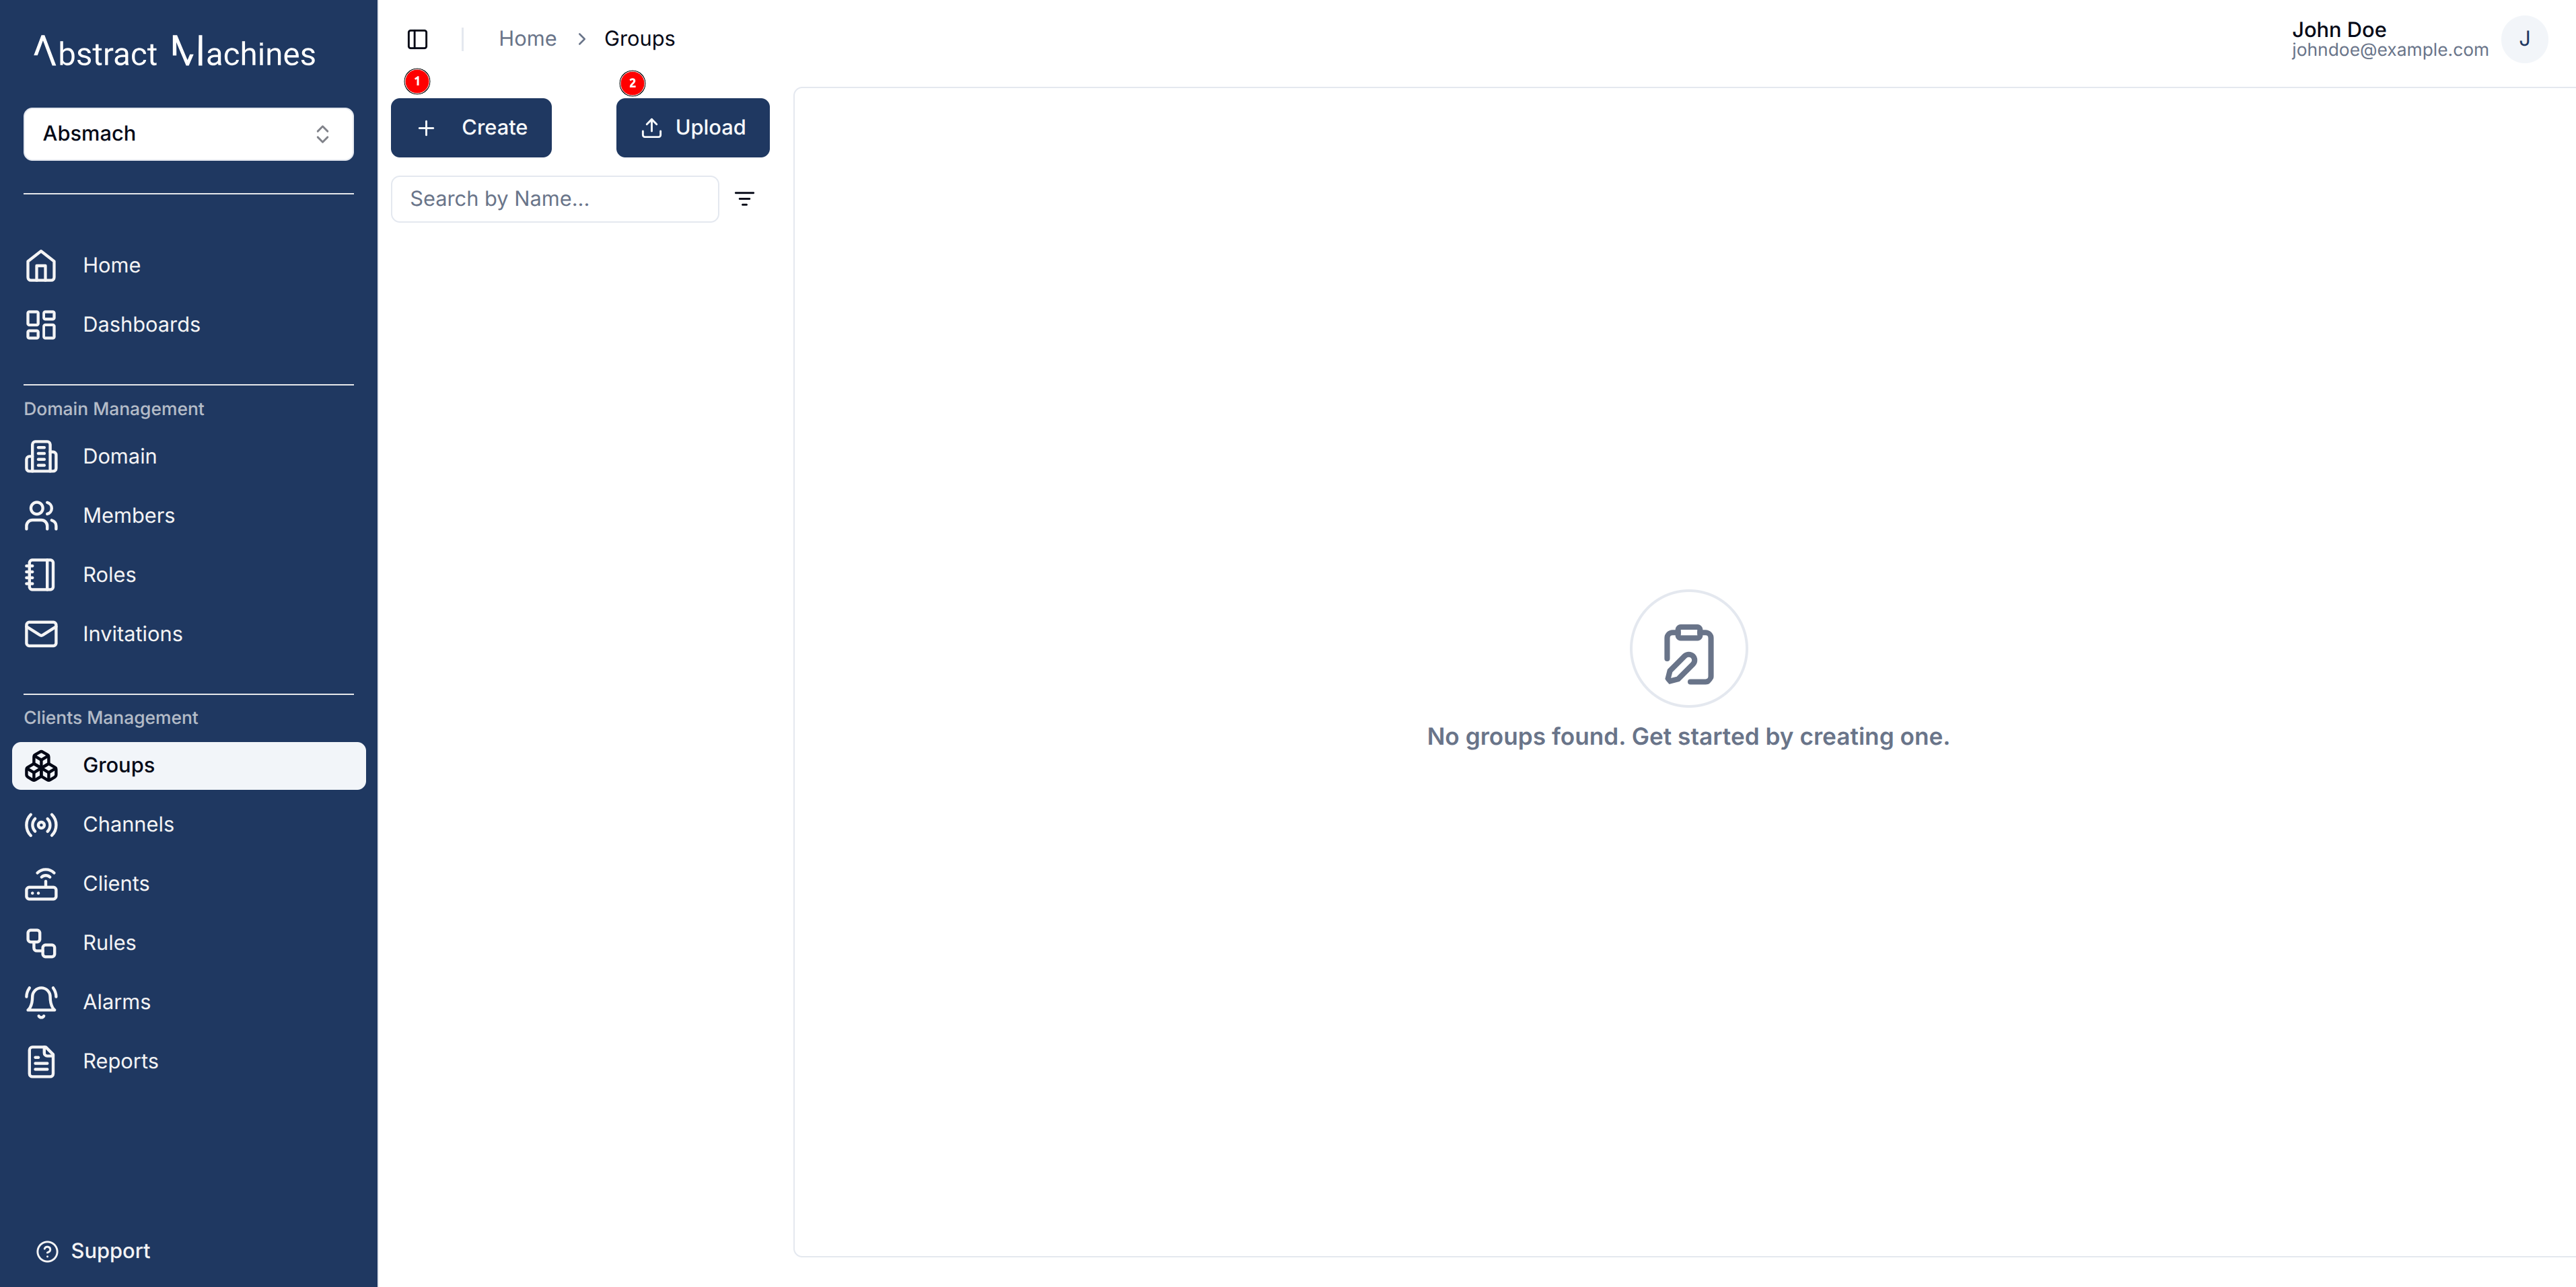 Abstract Machines
Absmach
Home
Dashboards
Domain Management
Domain
Members
Roles
Invitations
Clients Management
Groups
Channels
Clients
Rules
Alarms
Reports
Support
Home > Groups
John Doe
johndoe@example.com
J
1
2
Create
Upload
Search by Name...
No groups found. Get started by creating one.